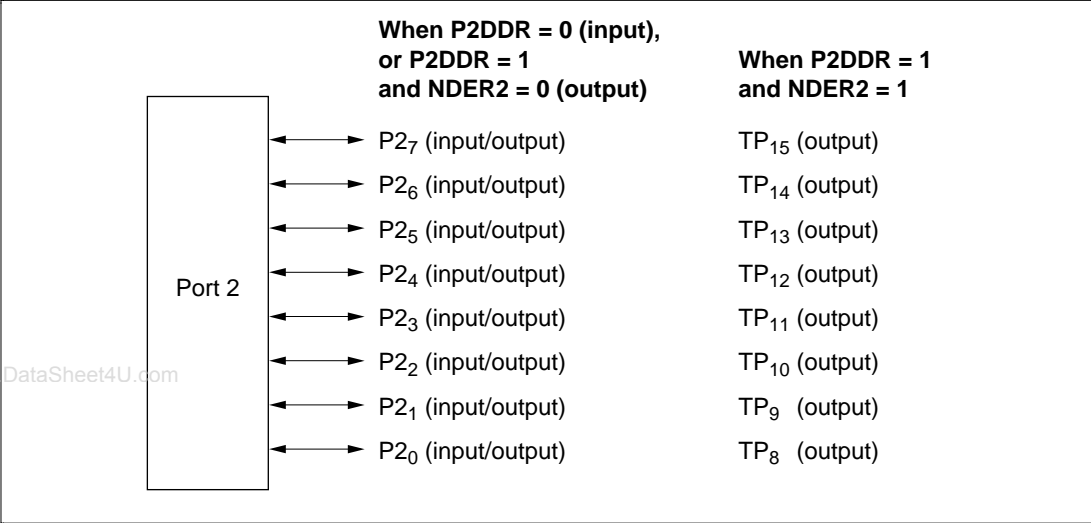 When P2DDR = 0 (input),
or P2DDR = 1
and NDER2 = 0 (output)
When P2DDR = 1
and NDER2 = 1
Port 2
P2₇ (input/output) TP₁₅ (output)
P2₆ (input/output) TP₁₄ (output)
P2₅ (input/output) TP₁₃ (output)
P2₄ (input/output) TP₁₂ (output)
P2₃ (input/output) TP₁₁ (output)
P2₂ (input/output) TP₁₀ (output)
P2₁ (input/output) TP₉ (output)
P2₀ (input/output) TP₈ (output)
DataSheet4U.com